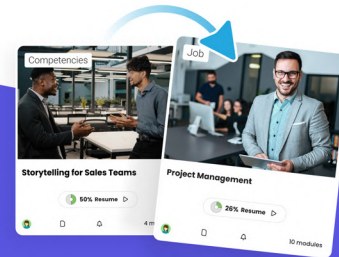 Competencies
Storytelling for Sales Teams
50% Resume
4 m
Job
Project Management
26% Resume
10 modules